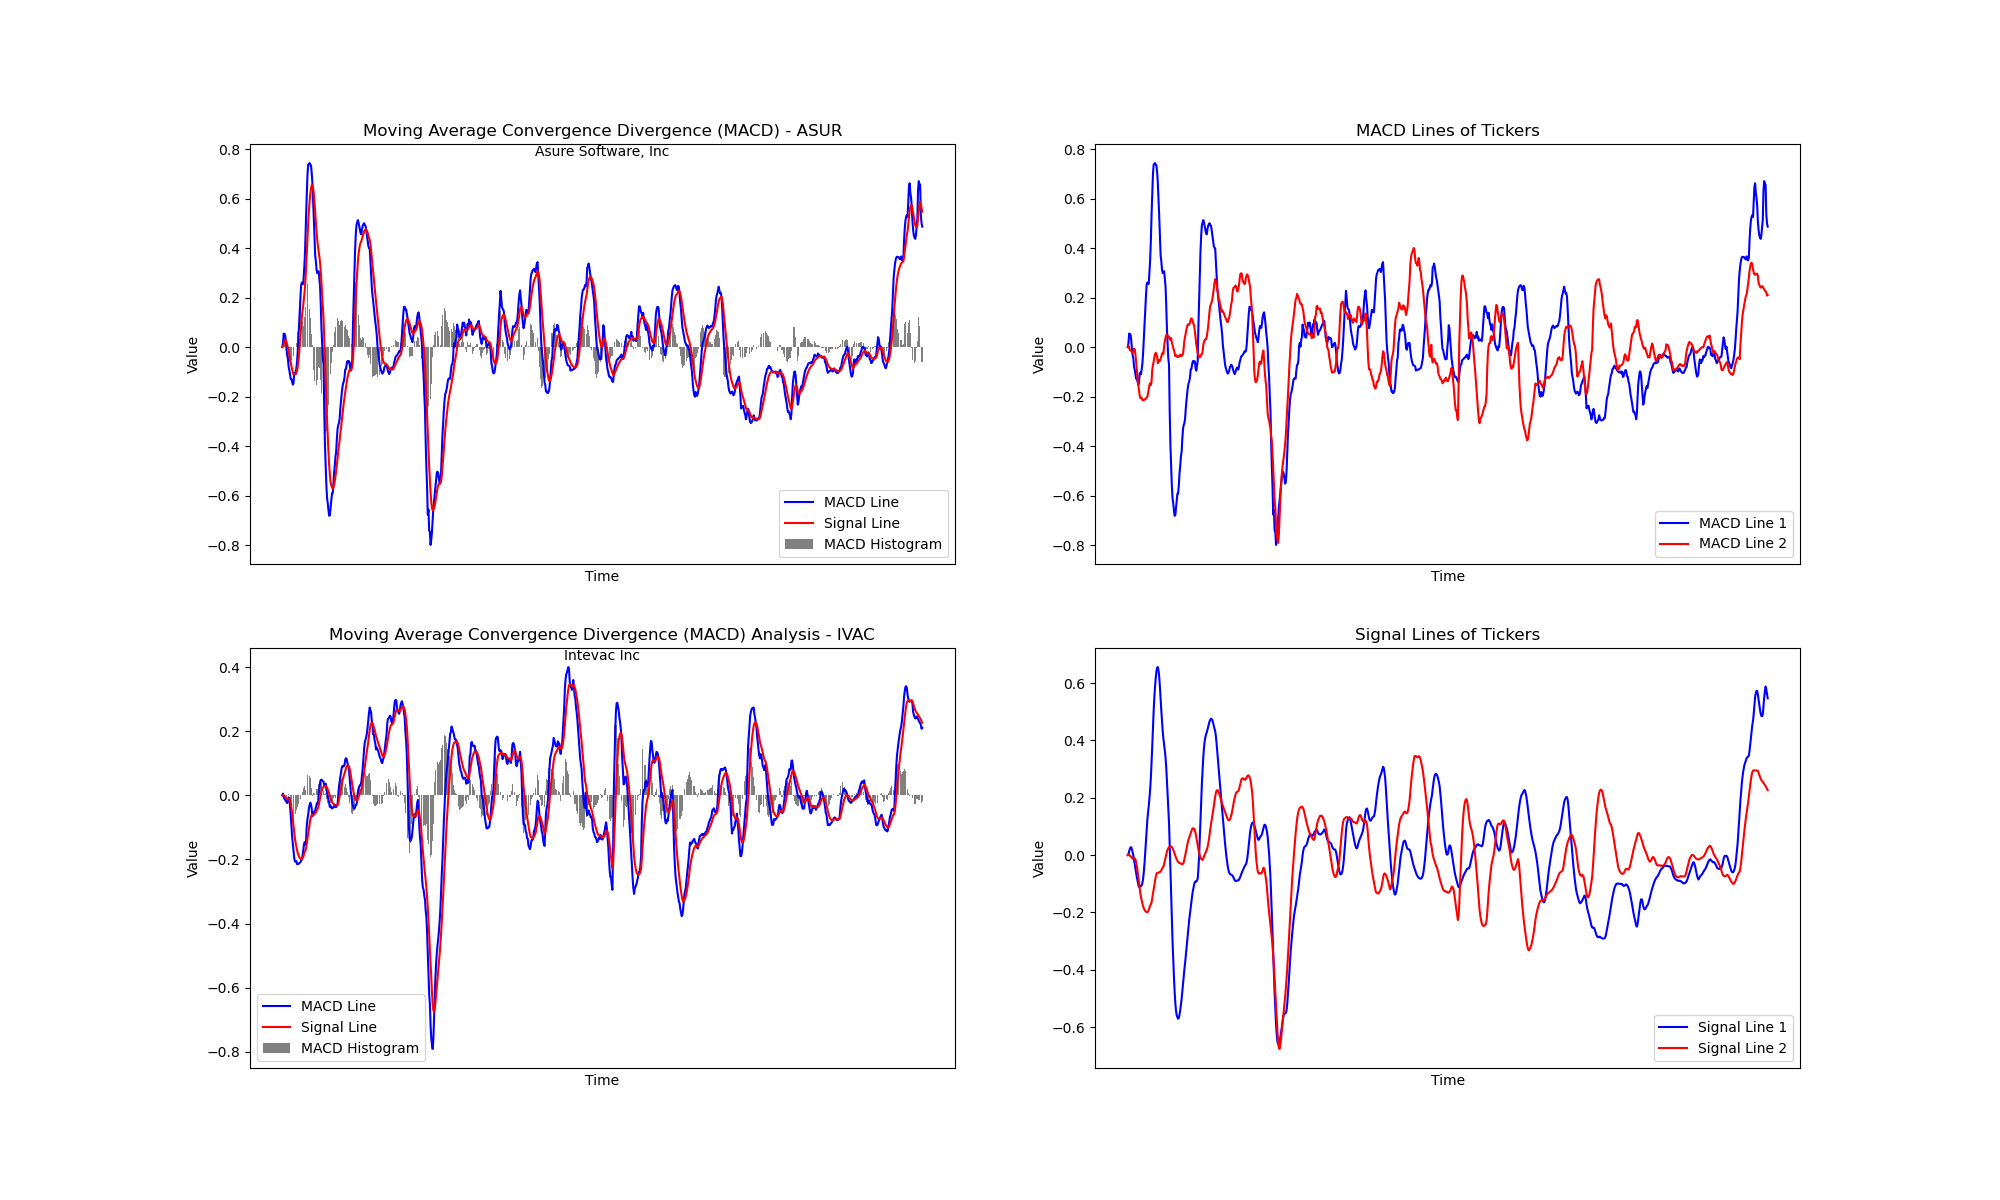 Moving Average Convergence Divergence (MACD) - ASUR
Asure Software, Inc
0.8
0.6
0.4
0.2
0.0
−0.2
−0.4
−0.6
−0.8
Value
Time
MACD Line
Signal Line
MACD Histogram
MACD Lines of Tickers
0.8
0.6
0.4
0.2
0.0
−0.2
−0.4
−0.6
−0.8
Value
Time
MACD Line 1
MACD Line 2
Moving Average Convergence Divergence (MACD) Analysis - IVAC
Intevac Inc
0.4
0.2
0.0
−0.2
−0.4
−0.6
−0.8
Value
Time
MACD Line
Signal Line
MACD Histogram
Signal Lines of Tickers
0.6
0.4
0.2
0.0
−0.2
−0.4
−0.6
Value
Time
Signal Line 1
Signal Line 2